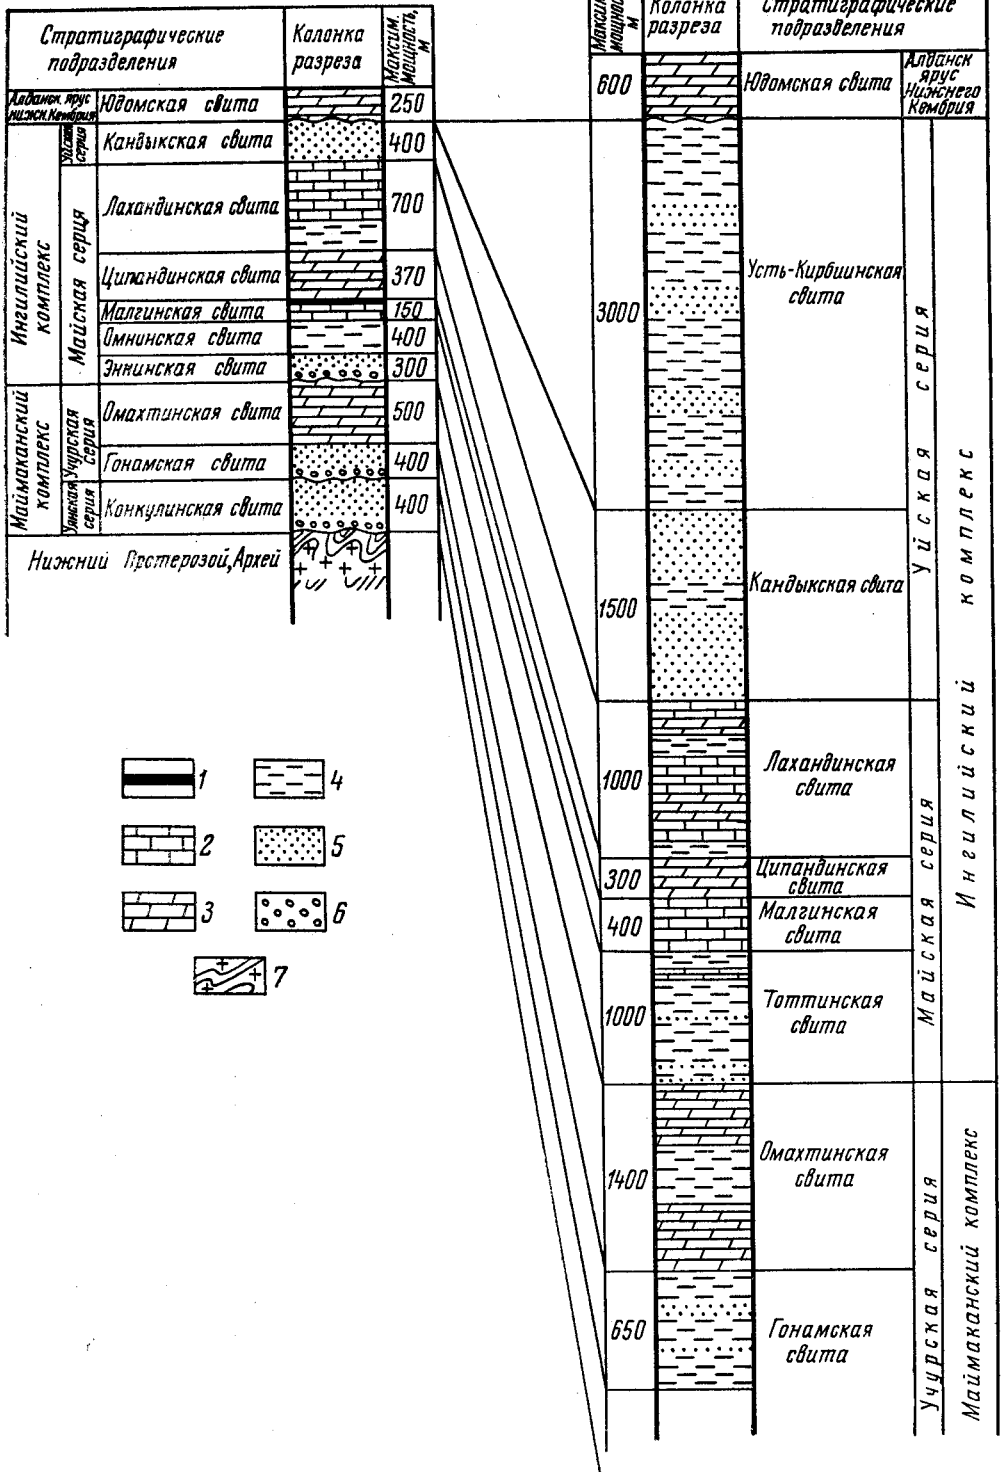 Стратиграфические
подразделения
Колонка
разреза
Максим.
мощность,
м
Алданск. ярус
нижн. Кембрия
Юдомская свита
250
Ингилийский
комплекс
Уйская
серия
Кандыкская свита
400
Майская серия
Лахандинская свита
700
Ципандинская свита
370
Малгинская свита
150
Омнинская свита
400
Эннинская свита
300
Маймаканский
комплекс
Учурская
серия
Омахтинская свита
500
Гонамская свита
400
Уянская
серия
Конкулинская свита
400
Нижний Протерозой, Архей
1
2
3
4
5
6
7
Максим
мощнос
м
Колонка
разреза
Стратиграфические
подразделения
600
Юдомская свита
Алданск
ярус
Нижнего
Кембрия
3000
Усть-Кирбиинская
свита
Уйская серия
Ингилийский комплекс
1500
Кандыкская свита
1000
Лахандинская
свита
Майская серия
300
Ципандинская
свита
400
Малгинская
свита
1000
Тоттинская
свита
1400
Омахтинская
свита
Учурская серия
Маймаканский комплекс
650
Гонамская
свита